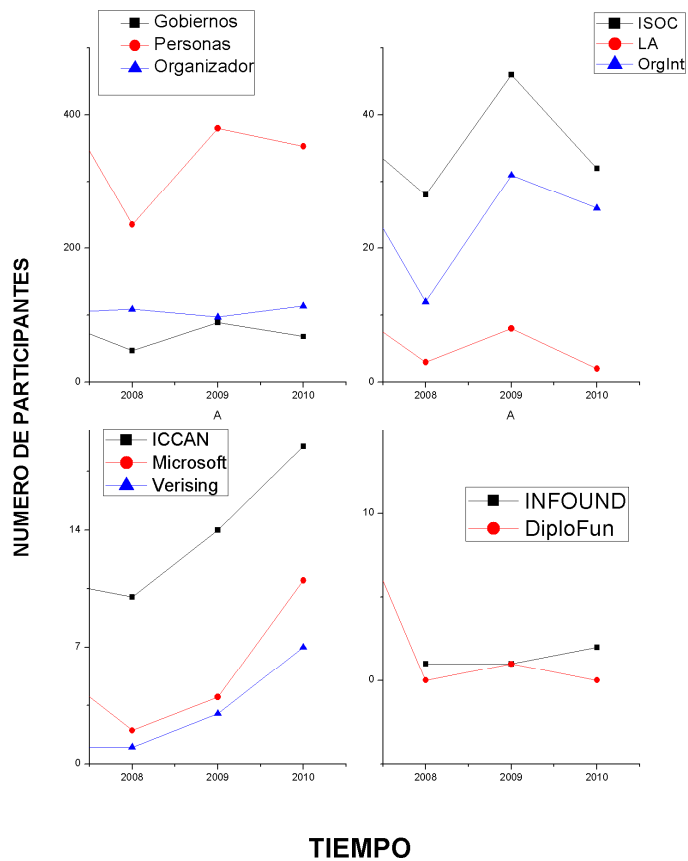 Gobiernos
Personas
Organizador
400
200
0
2008
2009
2010
A
ISOC
LA
OrgInt
40
20
0
2008
2009
2010
A
NUMERO DE PARTICIPANTES
ICCAN
Microsoft
Verising
14
7
0
2008
2009
2010
INFOUND
DiploFun
10
0
2008
2009
2010
TIEMPO